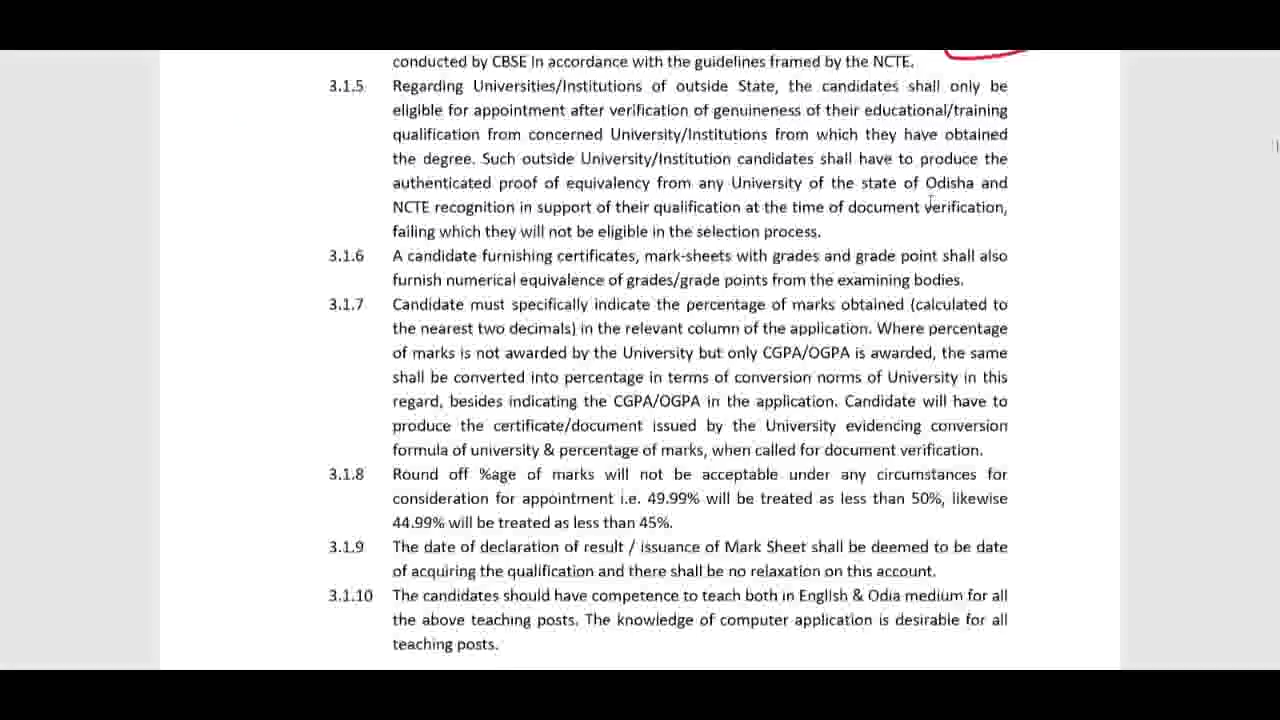 conducted by CBSE In accordance with the guidelines framed by the NCTE.
3.1.5 Regarding Universities/Institutions of outside State, the candidates shall only be
eligible for appointment after verification of genuineness of their educational/training
qualification from concerned University/Institutions from which they have obtained
the degree. Such outside University/Institution candidates shall have to produce the
authenticated proof of equivalency from any University of the state of Odisha and
NCTE recognition in support of their qualification at the time of document verification,
failing which they will not be eligible in the selection process.
3.1.6 A candidate furnishing certificates, mark-sheets with grades and grade point shall also
furnish numerical equivalence of grades/grade points from the examining bodies.
3.1.7 Candidate must specifically indicate the percentage of marks obtained (calculated to
the nearest two decimals) in the relevant column of the application. Where percentage
of marks is not awarded by the University but only CGPA/OGPA is awarded, the same
shall be converted into percentage in terms of conversion norms of University in this
regard, besides indicating the CGPA/OGPA in the application. Candidate will have to
produce the certificate/document issued by the University evidencing conversion
formula of university & percentage of marks, when called for document verification.
3.1.8 Round off %age of marks will not be acceptable under any circumstances for
consideration for appointment i.e. 49.99% will be treated as less than 50%, likewise
44.99% will be treated as less than 45%.
3.1.9 The date of declaration of result / issuance of Mark Sheet shall be deemed to be date
of acquiring the qualification and there shall be no relaxation on this account.
3.1.10 The candidates should have competence to teach both in English & Odia medium for all
the above teaching posts. The knowledge of computer application is desirable for all
teaching posts.